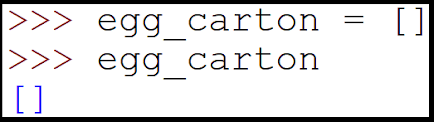 >>> egg_carton = []
>>> egg_carton
[]